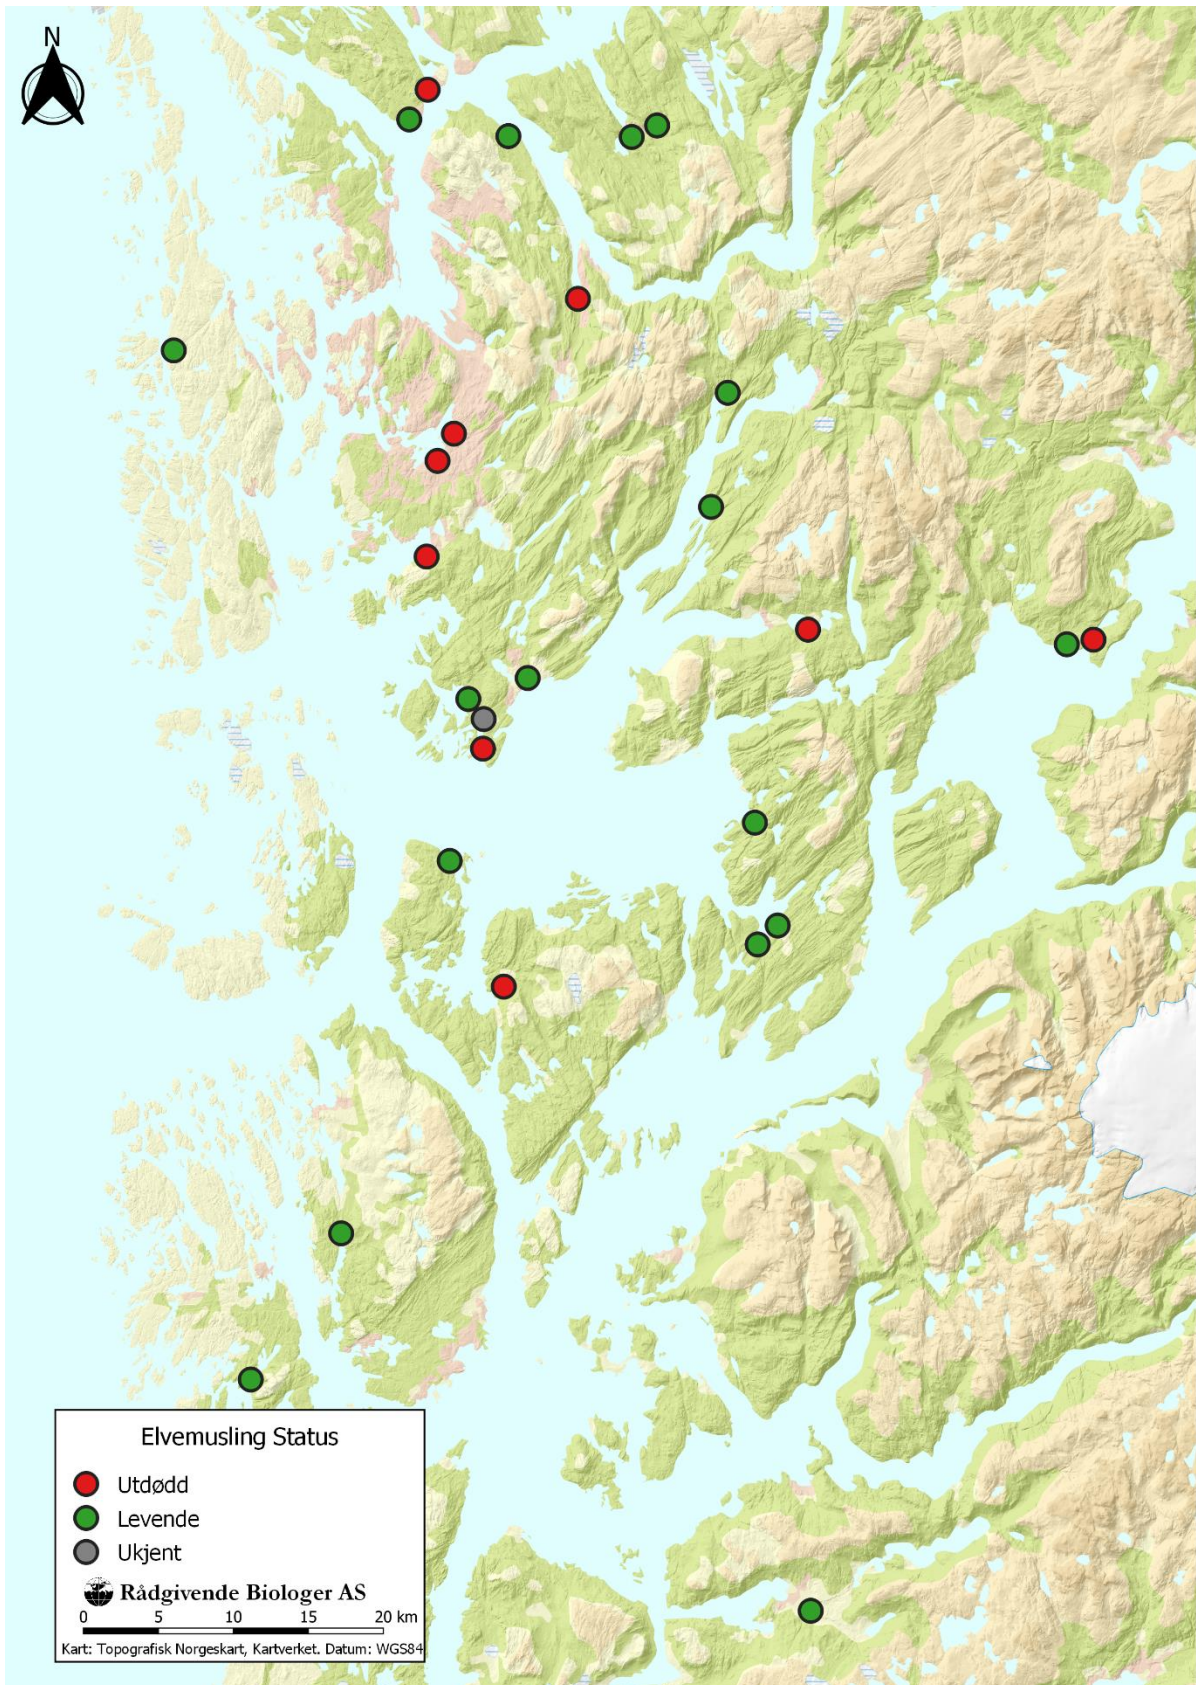 N
Elvemusling Status
Utdødd
Levende
Ukjent
Rådgivende Biologer AS
0 5 10 15 20 km
Kart: Topografisk Norgeskart, Kartverket. Datum: WGS84